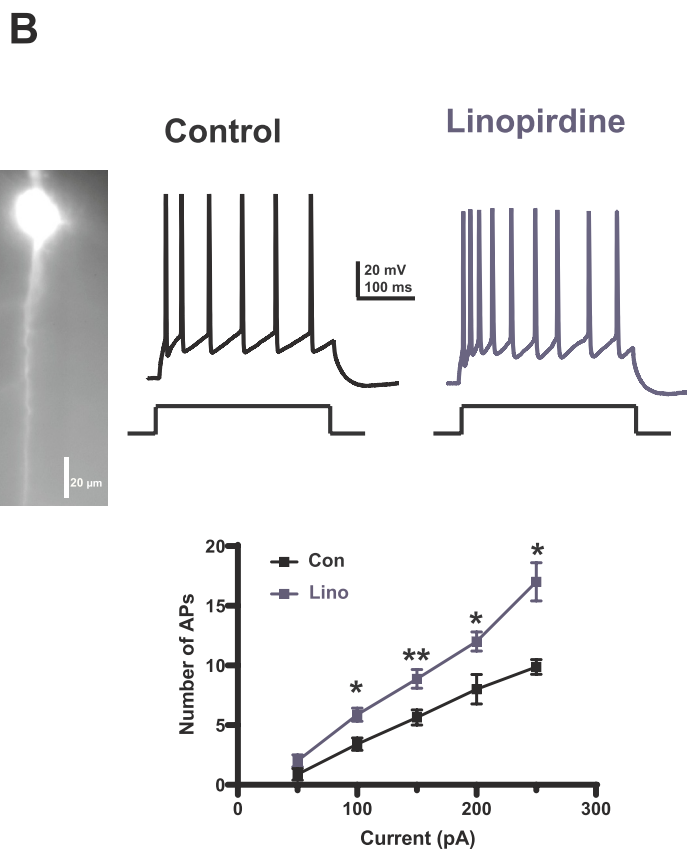 B
Control
Linopirdine
20 mV
100 ms
20 µm
20
15
10
5
0
Number of APs
Con
Lino
*
**
*
*
0
100
200
300
Current (pA)